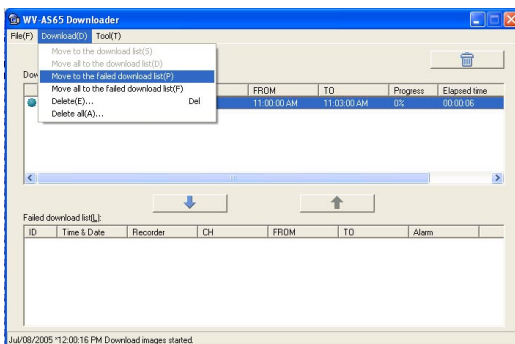 WV-AS65 Downloader
File(F) Download(D) Tool(T)
Move to the download list(S)
Move all to the download list(D)
Dow
Move to the failed download list(P)
Move all to the failed download list(F)
Delete(E)... Del
Delete all(A)...
FROM TO Progress Elapsed time
11:00:00 AM 11:03:00 AM 0% 00:00:06
Failed download list(L):
ID Time & Date Recorder CH FROM TO Alarm
Jul/08/2005 *12:00:16 PM Download images started.